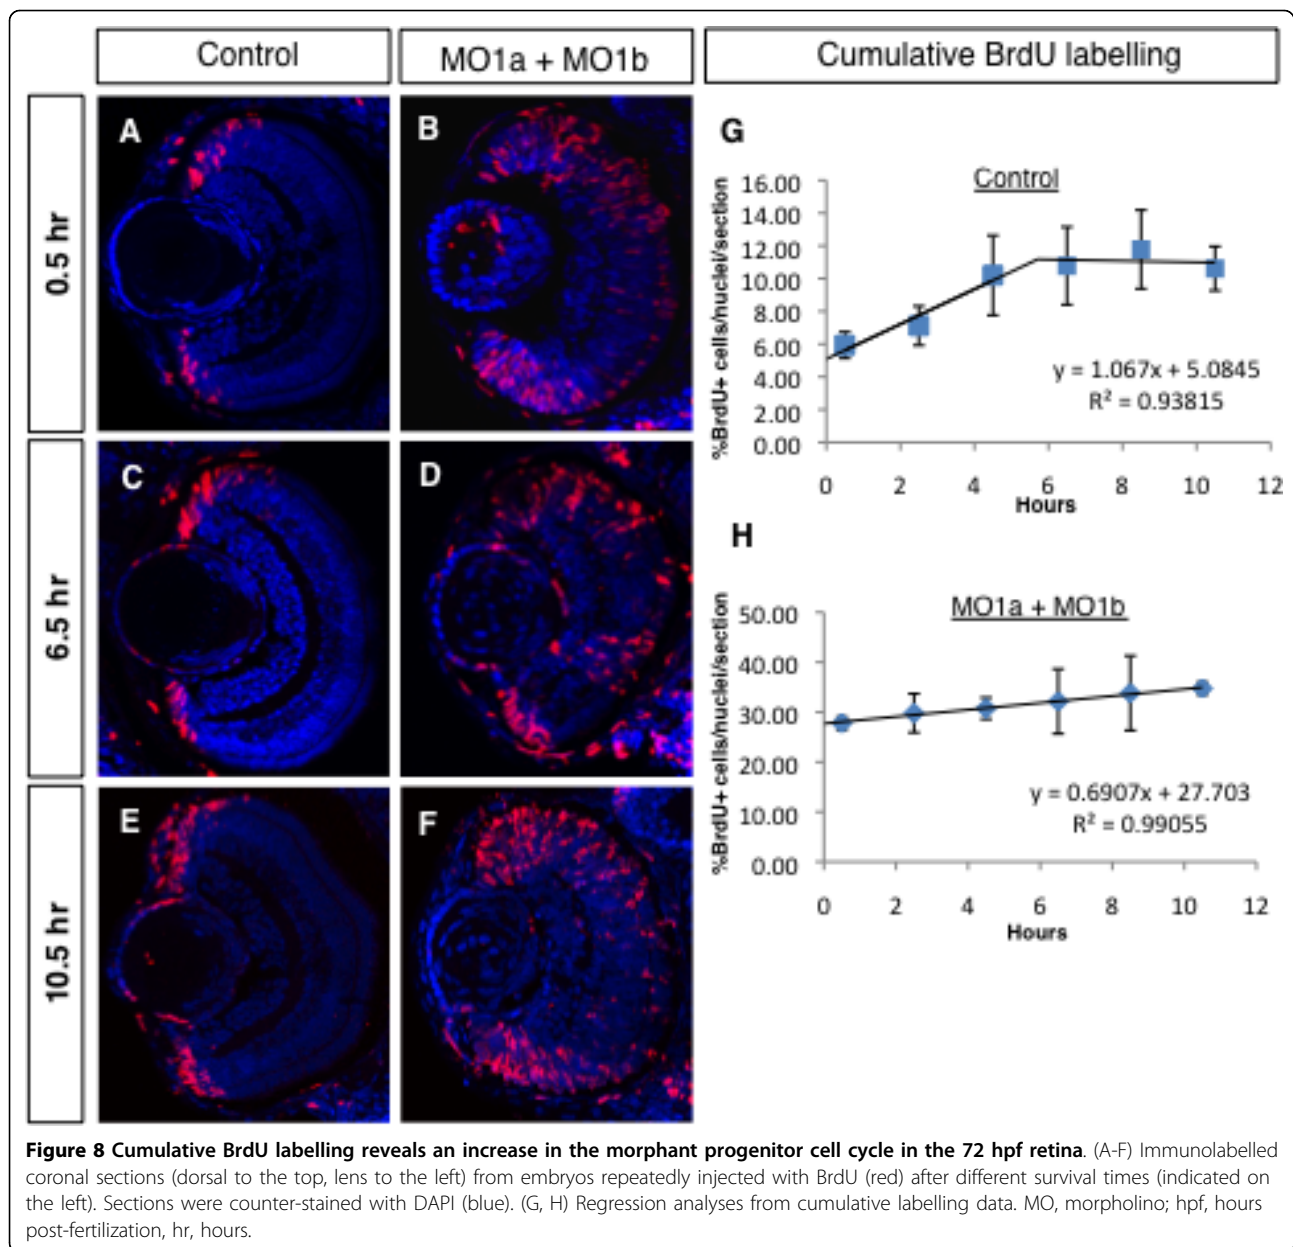 Control
MO1a + MO1b
Cumulative BrdU labelling
0.5 hr
6.5 hr
10.5 hr
A
B
C
D
E
F
G
Control
%BrdU+ cells/nuclei/section
16.00
14.00
12.00
10.00
8.00
6.00
4.00
2.00
0.00
y = 1.067x + 5.0845
R² = 0.93815
0 2 4 6 8 10 12
Hours
H
MO1a + MO1b
%BrdU+ cells/nuclei/section
50.00
40.00
30.00
20.00
10.00
0.00
y = 0.6907x + 27.703
R² = 0.99055
0 2 4 6 8 10 12
Hours
Figure 8 Cumulative BrdU labelling reveals an increase in the morphant progenitor cell cycle in the 72 hpf retina. (A-F) Immunolabelled
coronal sections (dorsal to the top, lens to the left) from embryos repeatedly injected with BrdU (red) after different survival times (indicated on
the left). Sections were counter-stained with DAPI (blue). (G, H) Regression analyses from cumulative labelling data. MO, morpholino; hpf, hours
post-fertilization, hr, hours.